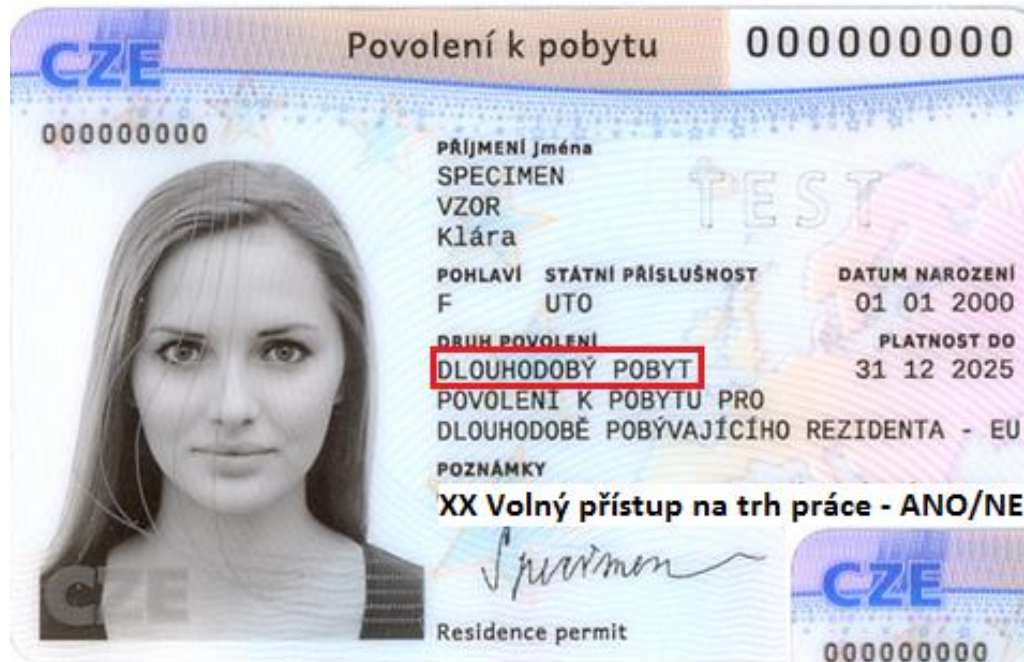 CZE
Povolení k pobytu
000000000
000000000
PŘÍJMENÍ Jména
SPECIMEN
VZOR
Klára
TEST
POHLAVÍ STÁTNÍ PŘÍSLUŠNOST DATUM NAROZENÍ
F UTO 01 01 2000
DRUH POVOLENÍ PLATNOST DO
DLOUHODOBÝ POBYT 31 12 2025
POVOLENÍ K POBYTU PRO
DLOUHODOBĚ POBÝVAJÍCÍHO REZIDENTA - EU
POZNÁMKY
XX Volný přístup na trh práce - ANO/NE
Specimen
CZE
Residence permit
CZE
000000000